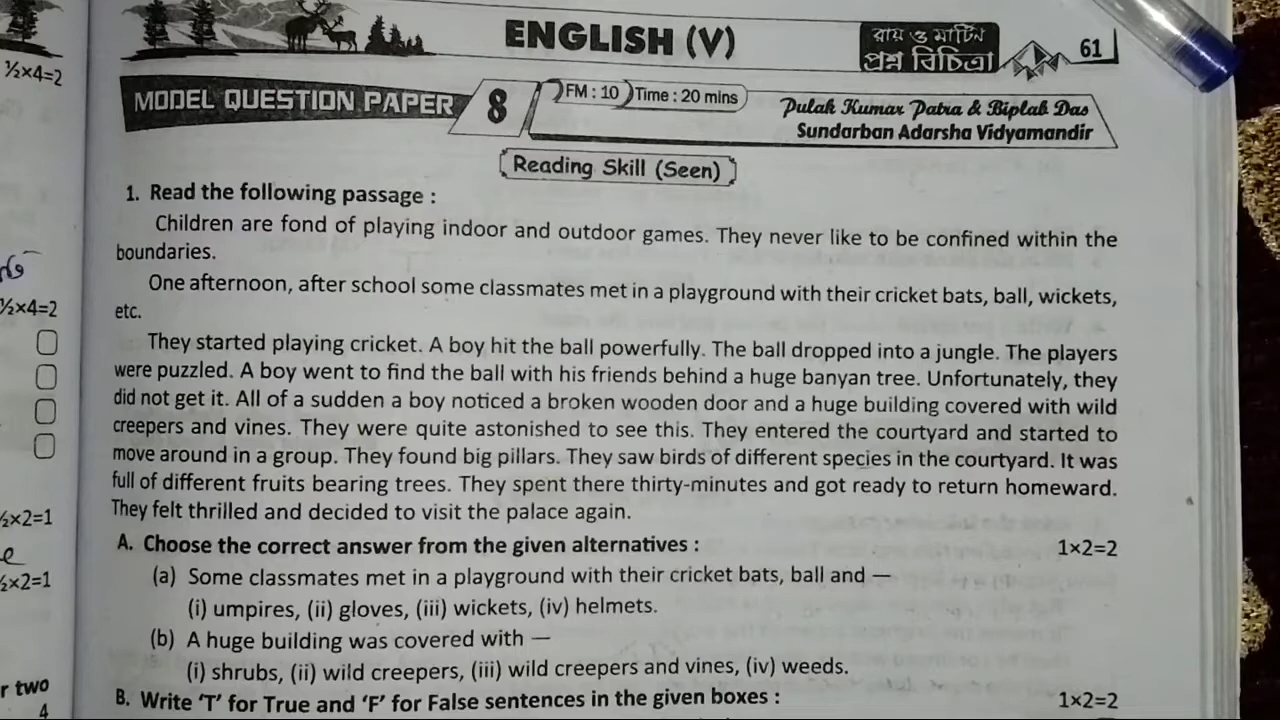 ½×4=2
ENGLISH (V)
রায় ও মার্টিন
প্রশ্ন বিচিত্রা
61
MODEL QUESTION PAPER 8
FM : 10 Time : 20 mins
Pulak Kumar Patra & Biplab Das
Sundarban Adarsha Vidyamandir
Reading Skill (Seen)
1. Read the following passage :
Children are fond of playing indoor and outdoor games. They never like to be confined within the
boundaries.
One afternoon, after school some classmates met in a playground with their cricket bats, ball, wickets,
etc.
½×4=2
They started playing cricket. A boy hit the ball powerfully. The ball dropped into a jungle. The players
were puzzled. A boy went to find the ball with his friends behind a huge banyan tree. Unfortunately, they
did not get it. All of a sudden a boy noticed a broken wooden door and a huge building covered with wild
creepers and vines. They were quite astonished to see this. They entered the courtyard and started to
move around in a group. They found big pillars. They saw birds of different species in the courtyard. It was
full of different fruits bearing trees. They spent there thirty-minutes and got ready to return homeward.
They felt thrilled and decided to visit the palace again.
½×2=1
A. Choose the correct answer from the given alternatives : 1×2=2
(a) Some classmates met in a playground with their cricket bats, ball and —
½×2=1
(i) umpires, (ii) gloves, (iii) wickets, (iv) helmets.
(b) A huge building was covered with —
(i) shrubs, (ii) wild creepers, (iii) wild creepers and vines, (iv) weeds.
r two
4
B. Write ‘T’ for True and ‘F’ for False sentences in the given boxes : 1×2=2